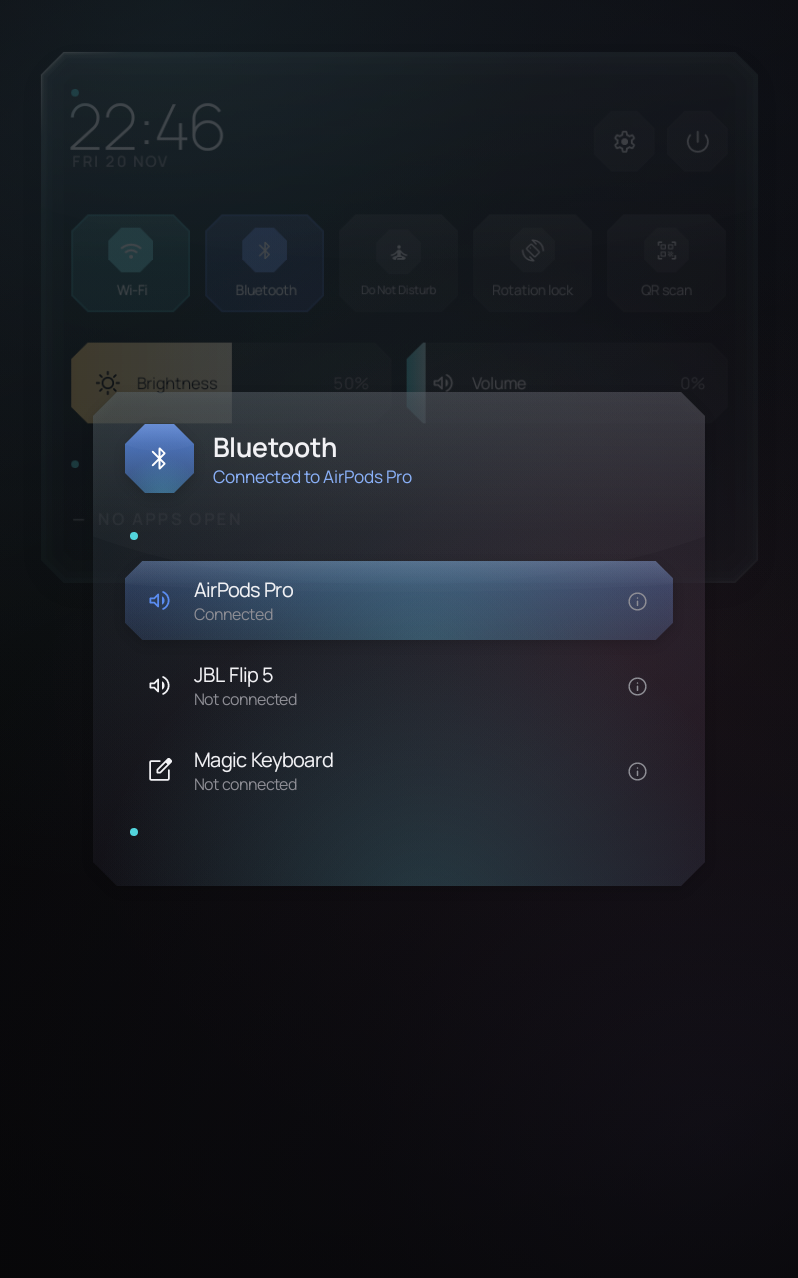 22:46
FRI 20 NOV
Wi-Fi
Bluetooth
Do Not Disturb
Rotation lock
QR scan
Brightness
50%
Volume
0%
Bluetooth
Connected to AirPods Pro
NO APPS OPEN
AirPods Pro
Connected
JBL Flip 5
Not connected
Magic Keyboard
Not connected